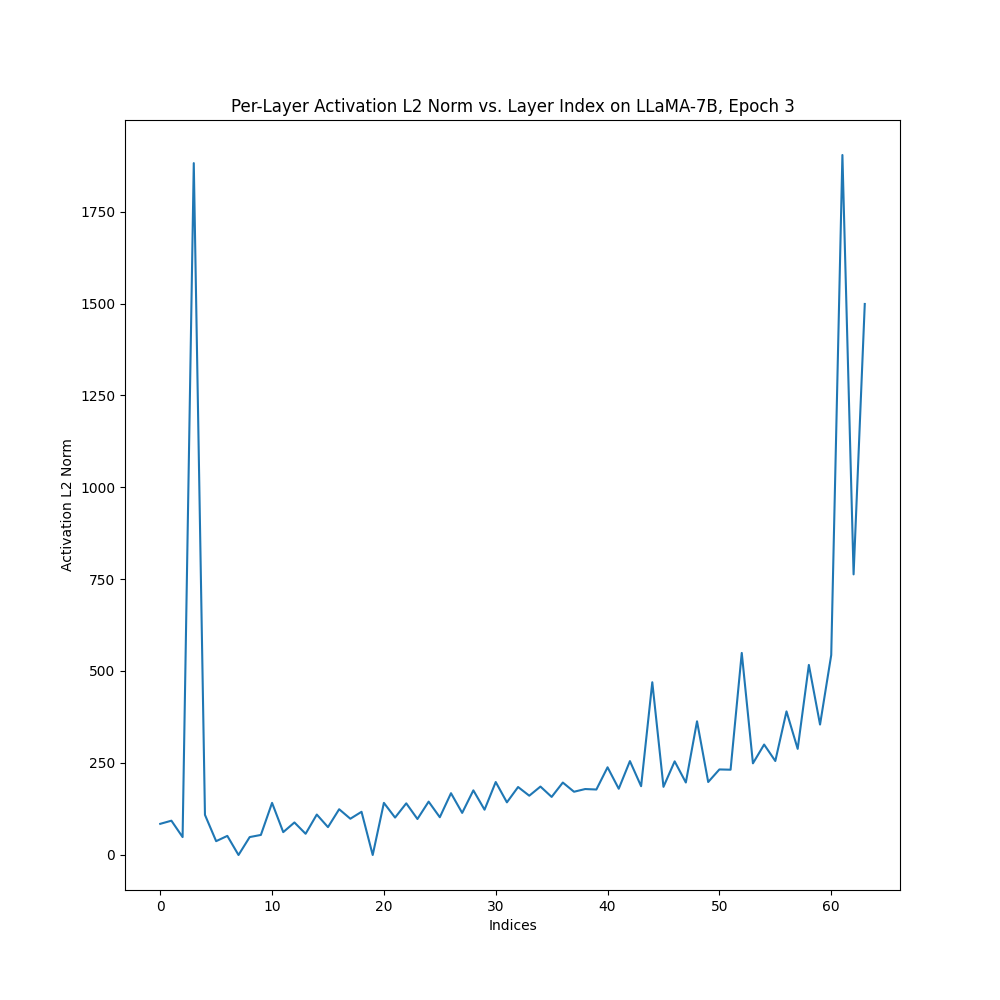 Per-Layer Activation L2 Norm vs. Layer Index on LLaMA-7B, Epoch 3
1750
1500
1250
1000
750
500
250
0
Activation L2 Norm
0 10 20 30 40 50 60
Indices